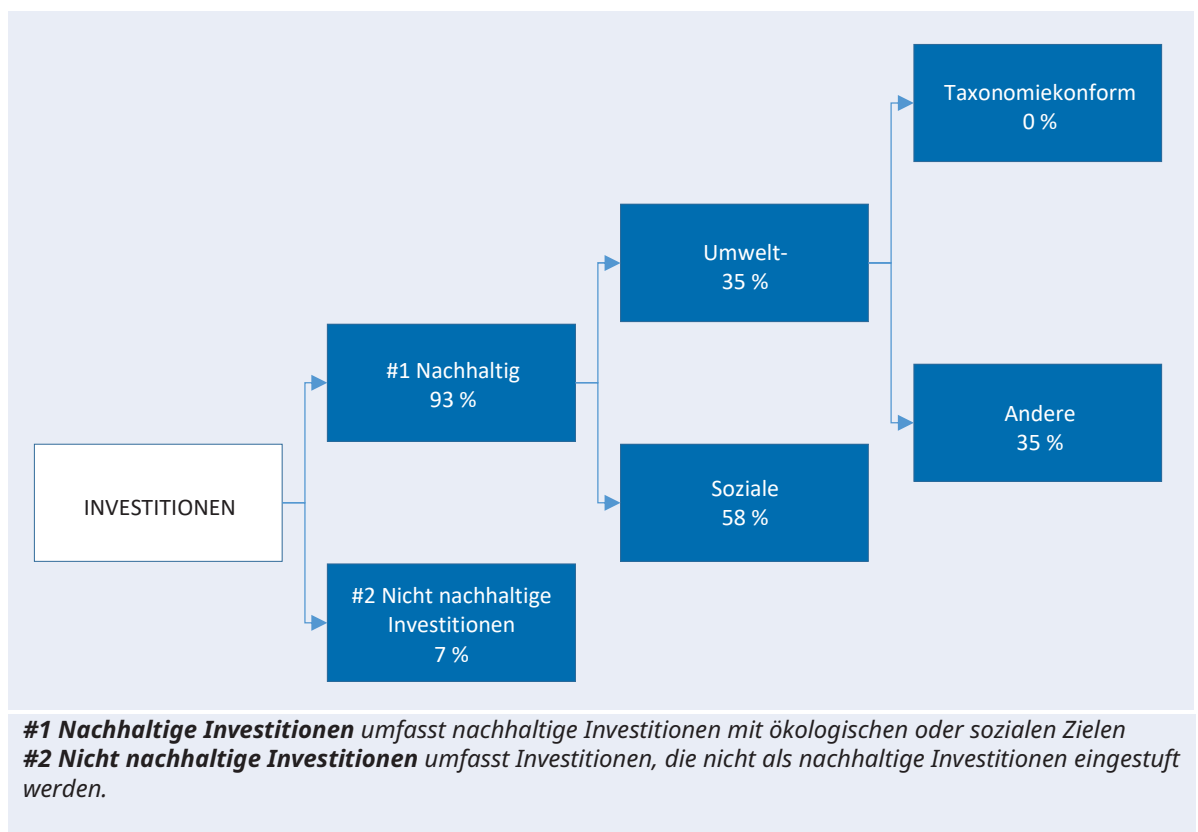 Taxonomiekonform
0 %
Umwelt-
35 %
#1 Nachhaltig
93 %
Andere
35 %
INVESTITIONEN
Soziale
58 %
#2 Nicht nachhaltige
Investitionen
7 %
#1 Nachhaltige Investitionen umfasst nachhaltige Investitionen mit ökologischen oder sozialen Zielen
#2 Nicht nachhaltige Investitionen umfasst Investitionen, die nicht als nachhaltige Investitionen eingestuft
werden.